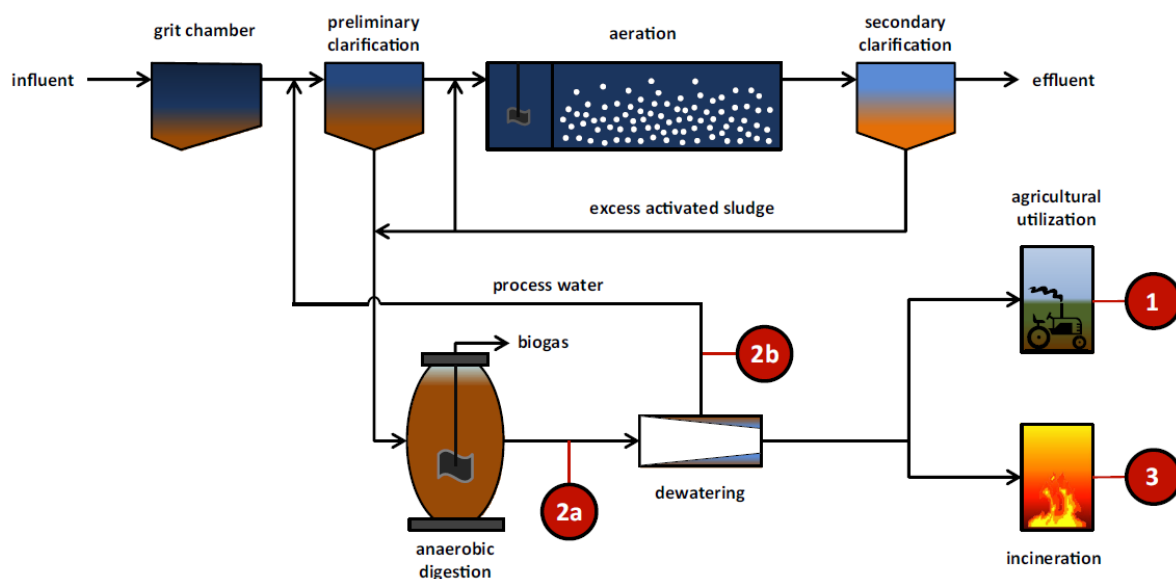 grit chamber
preliminary
clarification
aeration
secondary
clarification
influent
effluent
excess activated sludge
agricultural
utilization
process water
1
biogas
2b
2a
dewatering
3
anaerobic
digestion
incineration